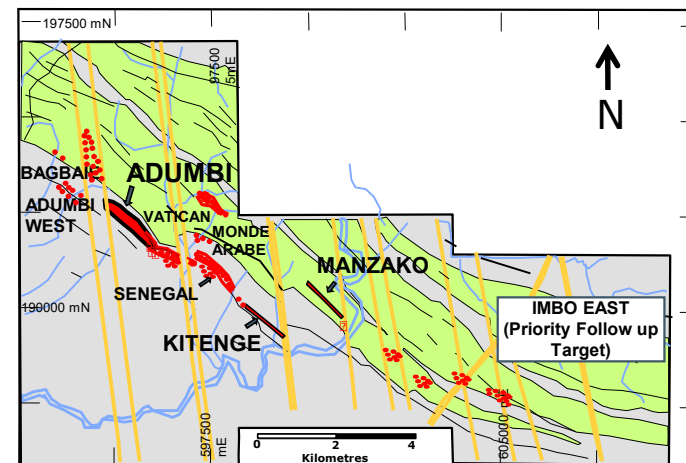 197500 mN
97500
5mE
N
BAGBAIE
ADUMBI
ADUMBI
WEST
VATICAN
MONDE
ARABE
MANZAKO
SENEGAL
190000 mN
KITENGE
IMBO EAST
(Priority Follow up
Target)
597500
mE
605000
0 2 4
Kilometres